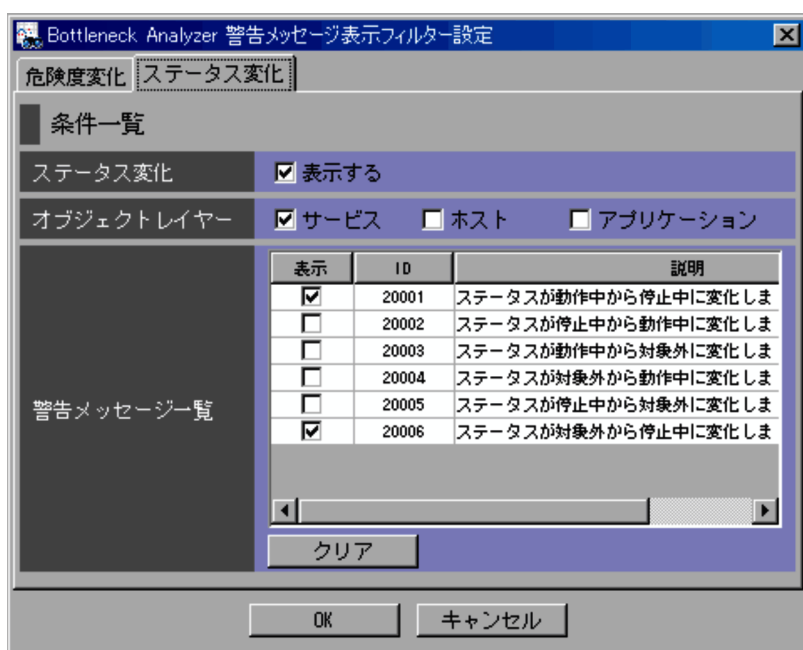 Bottleneck Analyzer 警告メッセージ表示フィルター設定
危険度変化 ステータス変化
条件一覧
ステータス変化 表示する
オブジェクトレイヤー サービス ホスト アプリケーション
警告メッセージ一覧
表示 ID 説明
20001 ステータスが動作中から停止中に変化しま
20002 ステータスが停止中から動作中に変化しま
20003 ステータスが動作中から対象外に変化しま
20004 ステータスが対象外から動作中に変化しま
20005 ステータスが停止中から対象外に変化しま
20006 ステータスが対象外から停止中に変化しま
クリア
OK キャンセル